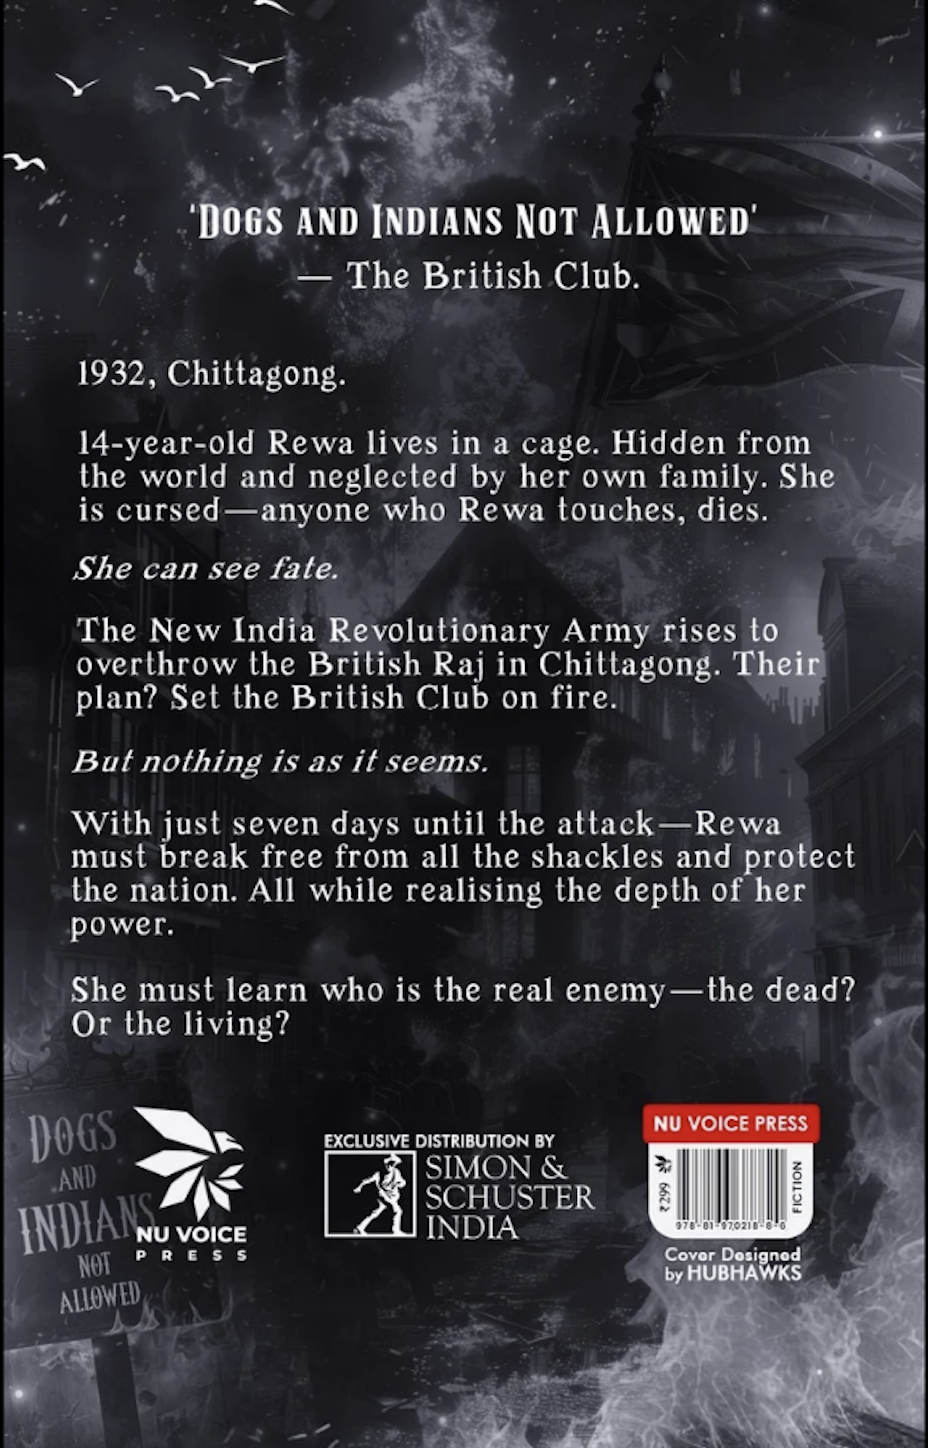 'Dogs and Indians Not Allowed'
— The British Club.
1932, Chittagong.
14-year-old Rewa lives in a cage. Hidden from
the world and neglected by her own family. She
is cursed—anyone who Rewa touches, dies.
She can see fate.
The New India Revolutionary Army rises to
overthrow the British Raj in Chittagong. Their
plan? Set the British Club on fire.
But nothing is as it seems.
With just seven days until the attack—Rewa
must break free from all the shackles and protect
the nation. All while realising the depth of her
power.
She must learn who is the real enemy—the dead?
Or the living?
DOGS
AND
INDIANS
NOT
ALLOWED
NU VOICE
PRESS
EXCLUSIVE DISTRIBUTION BY
SIMON &
SCHUSTER
INDIA
NU VOICE PRESS
₹299
FICTION
978-81-970218-6-6
Cover Designed
by HUBHAWKS